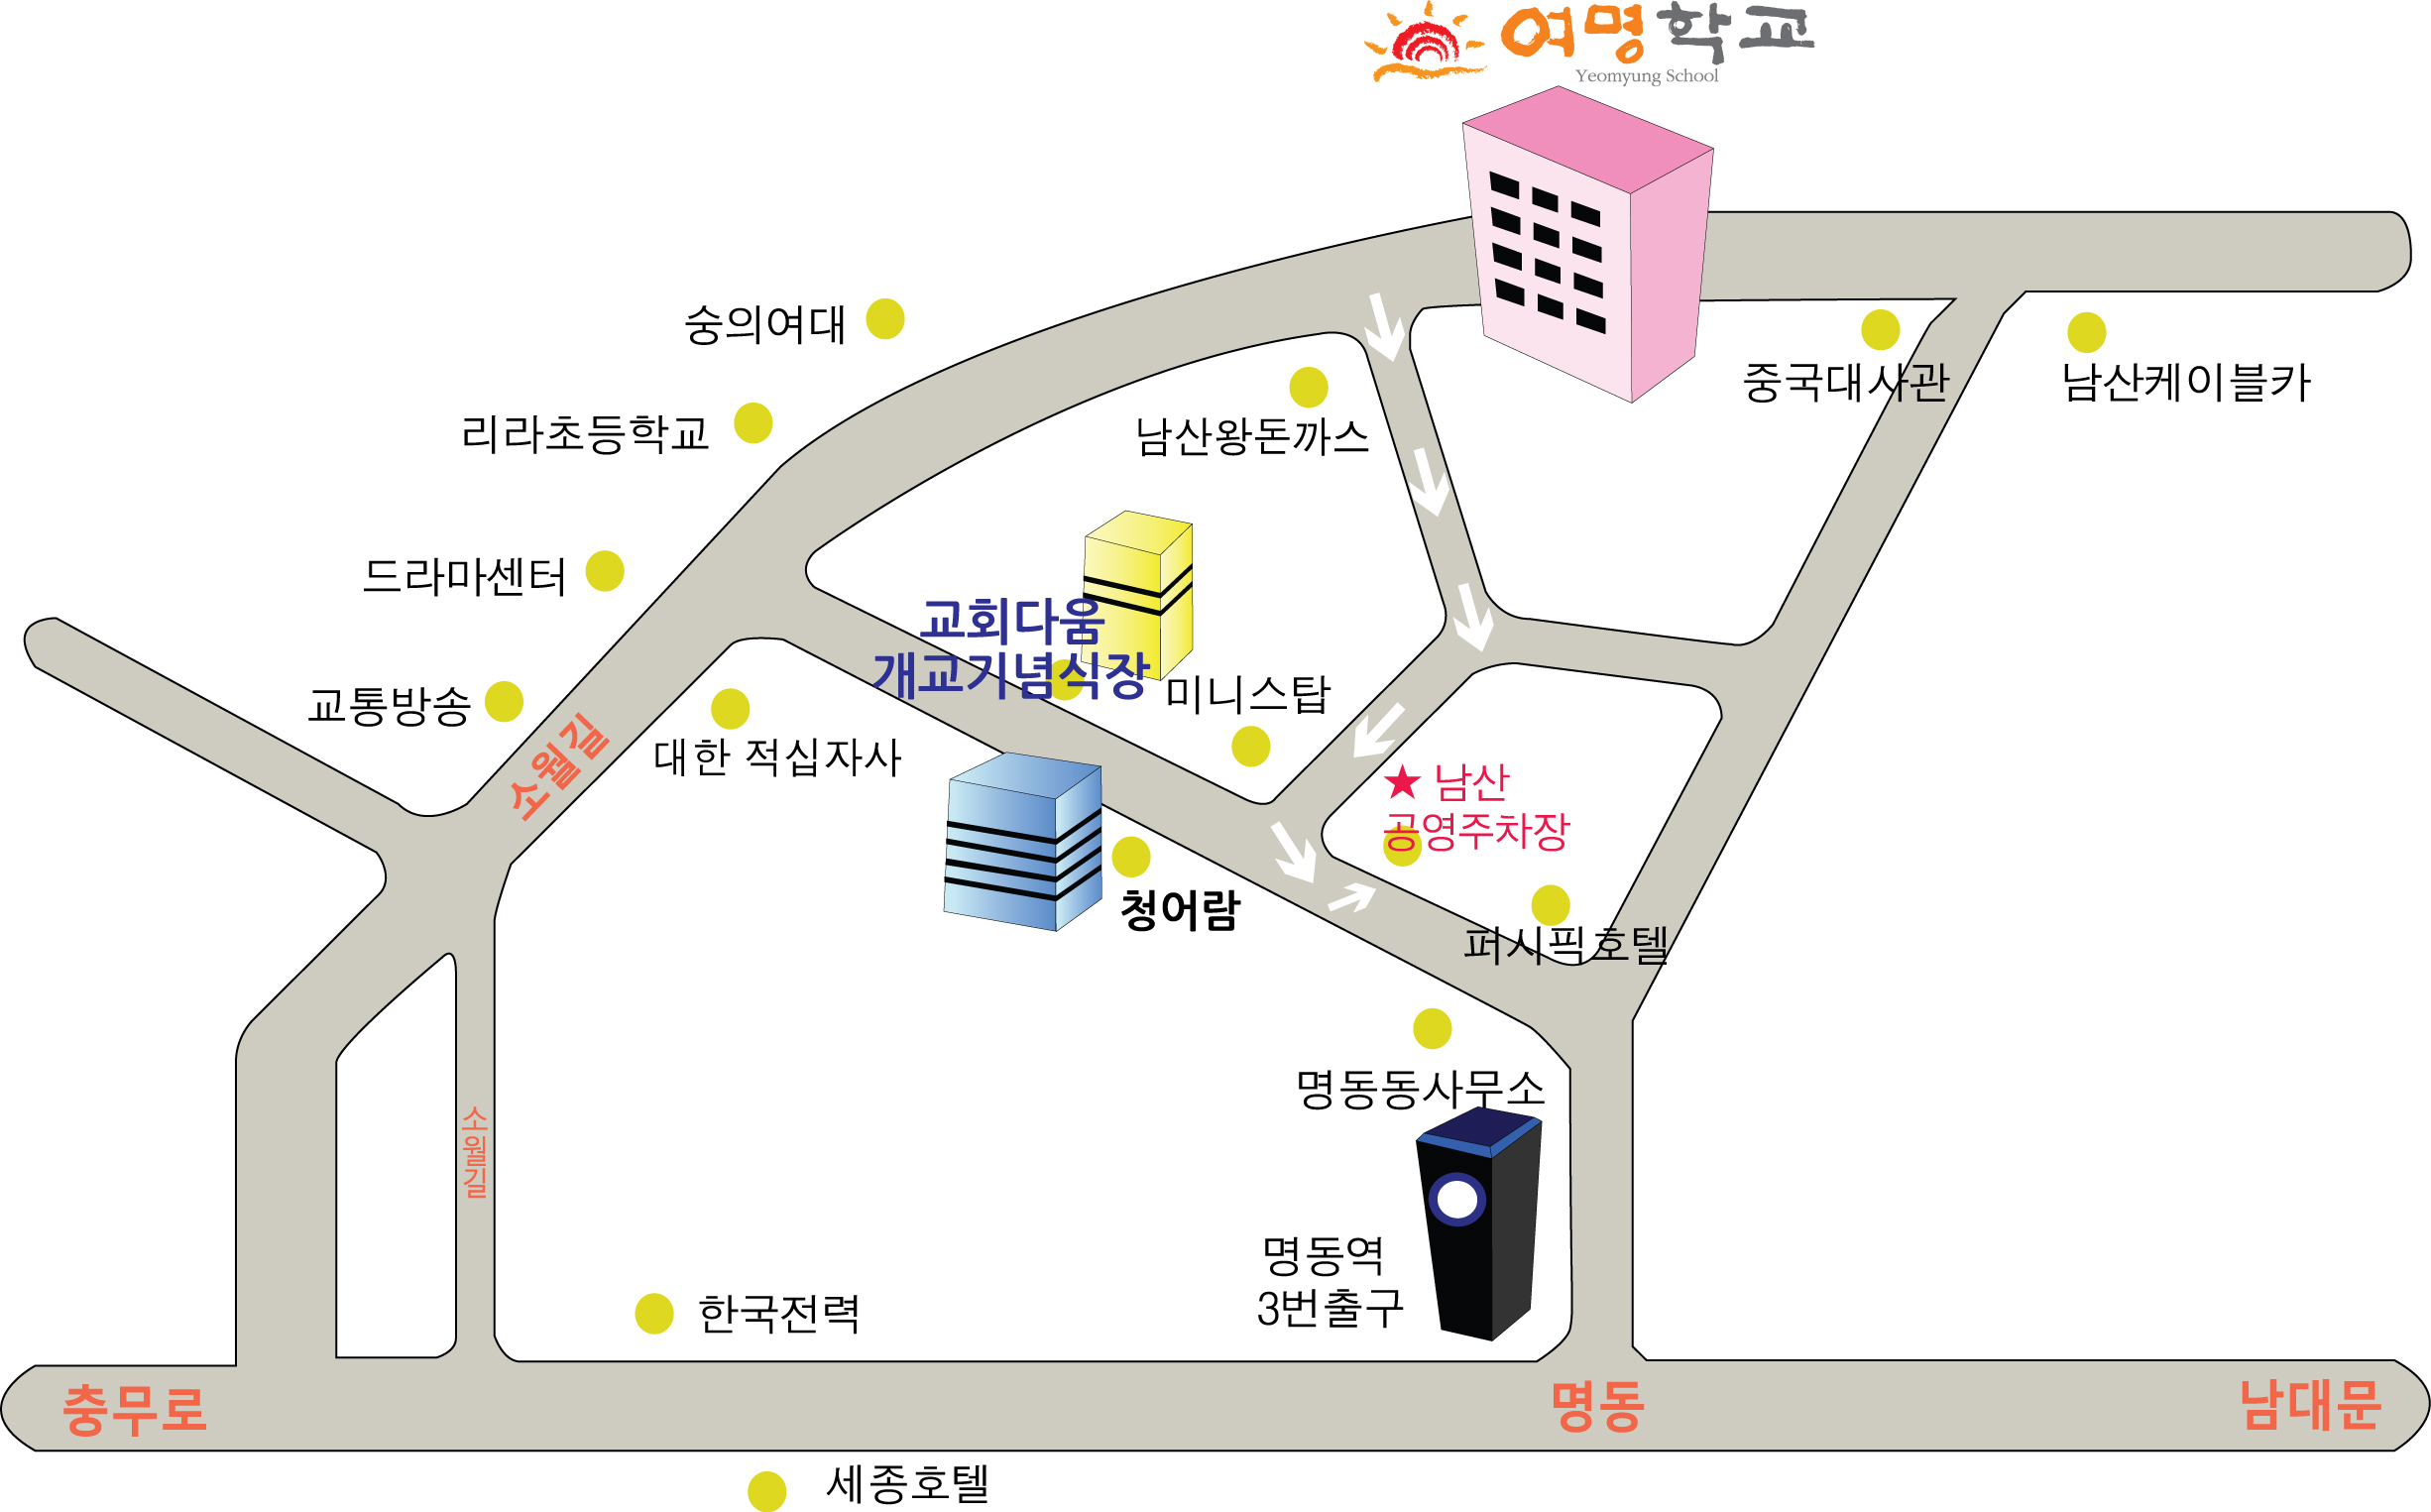 여명학교
Yeomyung School
숭의여대
중국대사관
남산케이블카
리라초등학교
남산왕돈까스
드라마센터
교회다움
개교기념식장
미니스탑
교통방송
소월길
대한 적십자사
★ 남산
공영주차장
청어람
퍼시픽호텔
명동동사무소
소월길
명동역
3번출구
한국전력
충무로
명동
남대문
세종호텔